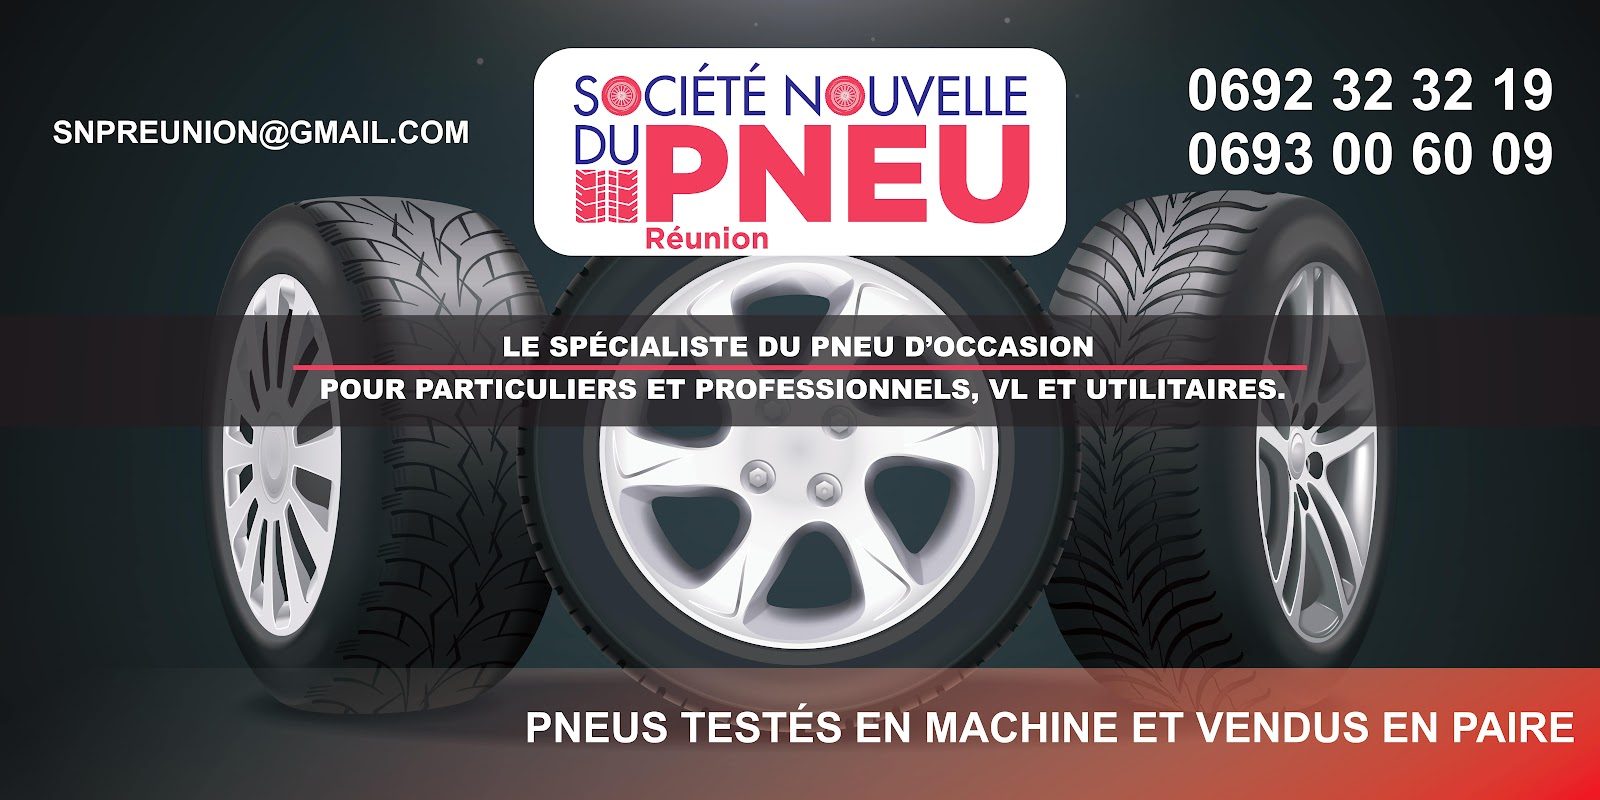 SNPREUNION@GMAIL.COM
SOCIÉTÉ NOUVELLE
DU PNEU
Réunion
0692 32 32 19
0693 00 60 09
LE SPÉCIALISTE DU PNEU D’OCCASION
POUR PARTICULIERS ET PROFESSIONNELS, VL ET UTILITAIRES.
PNEUS TESTÉS EN MACHINE ET VENDUS EN PAIRE